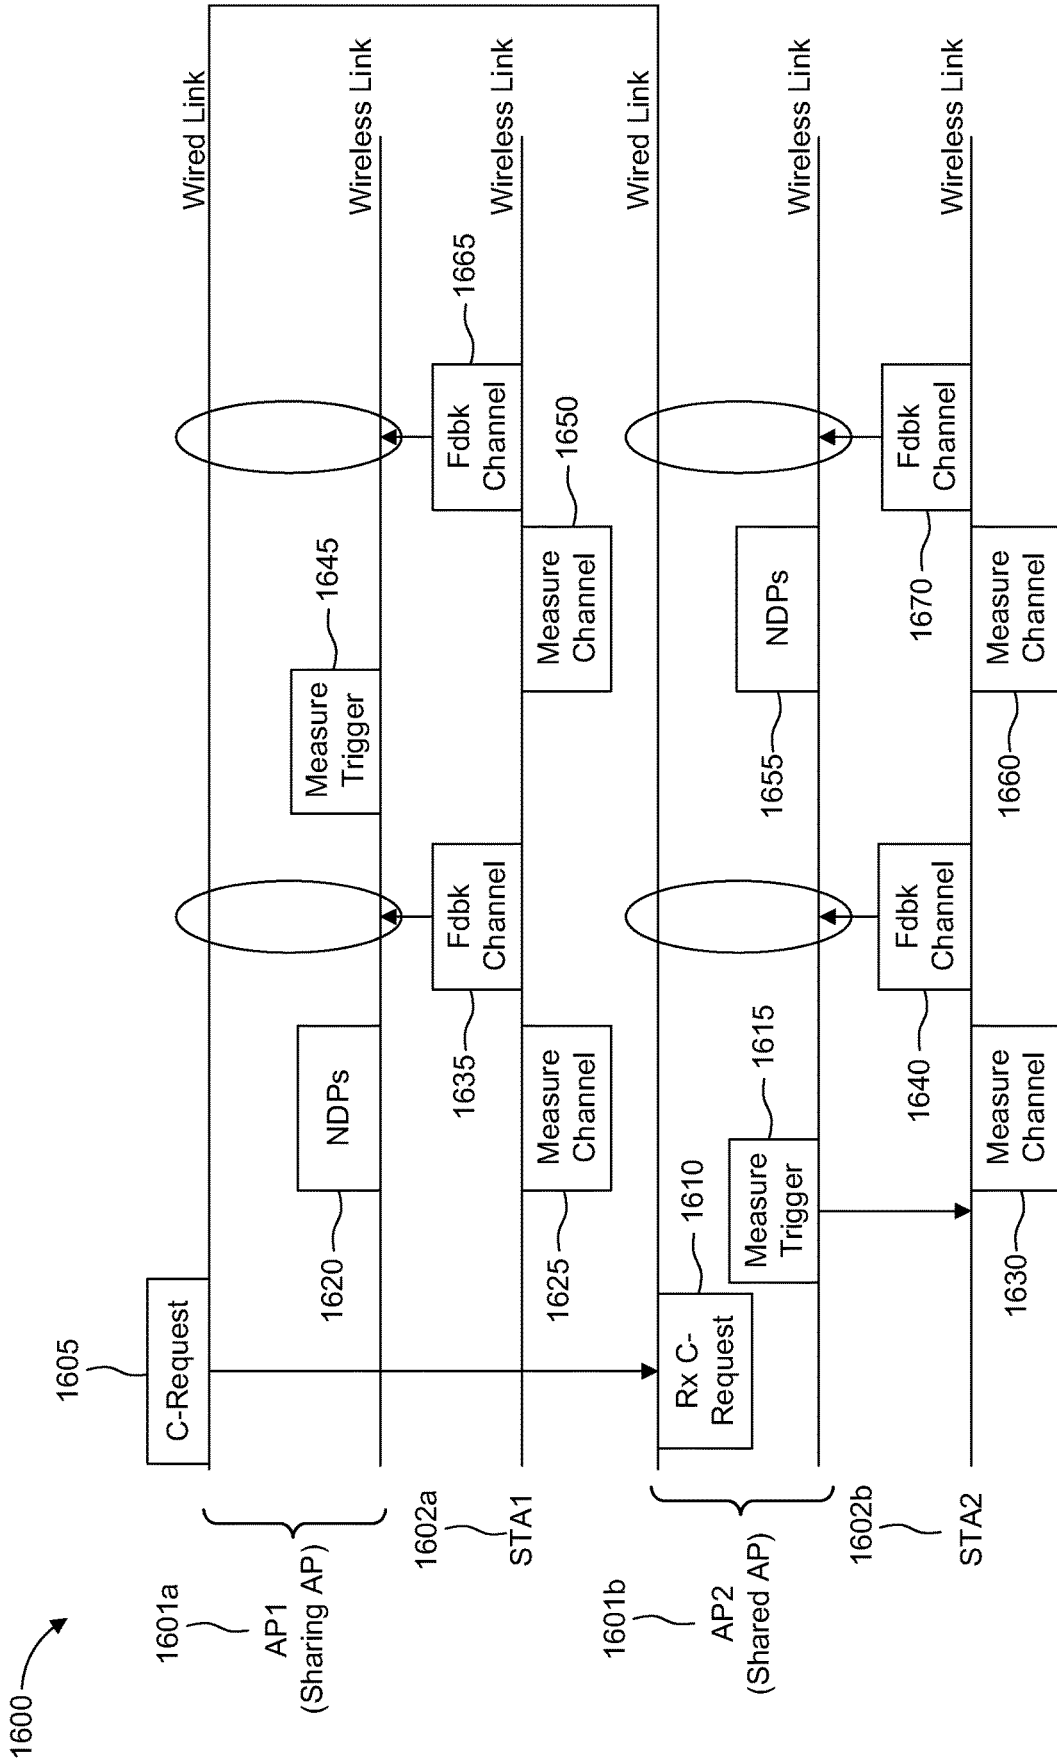 1600
1601a
AP1
(Sharing AP)
1602a
STA1
1601b
AP2
(Shared AP)
1602b
STA2
1605
C-Request
Wired Link
1620
NDPs
Measure
Trigger
1645
Wireless Link
1635
Fdbk
Channel
Fdbk
Channel
1665
Wireless Link
1625
Measure
Channel
Measure
Channel
1650
Wired Link
Rx C-
Request
1610
Measure
Trigger
1615
1655
NDPs
Wireless Link
1640
Fdbk
Channel
1670
Fdbk
Channel
Wireless Link
1630
Measure
Channel
1660
Measure
Channel